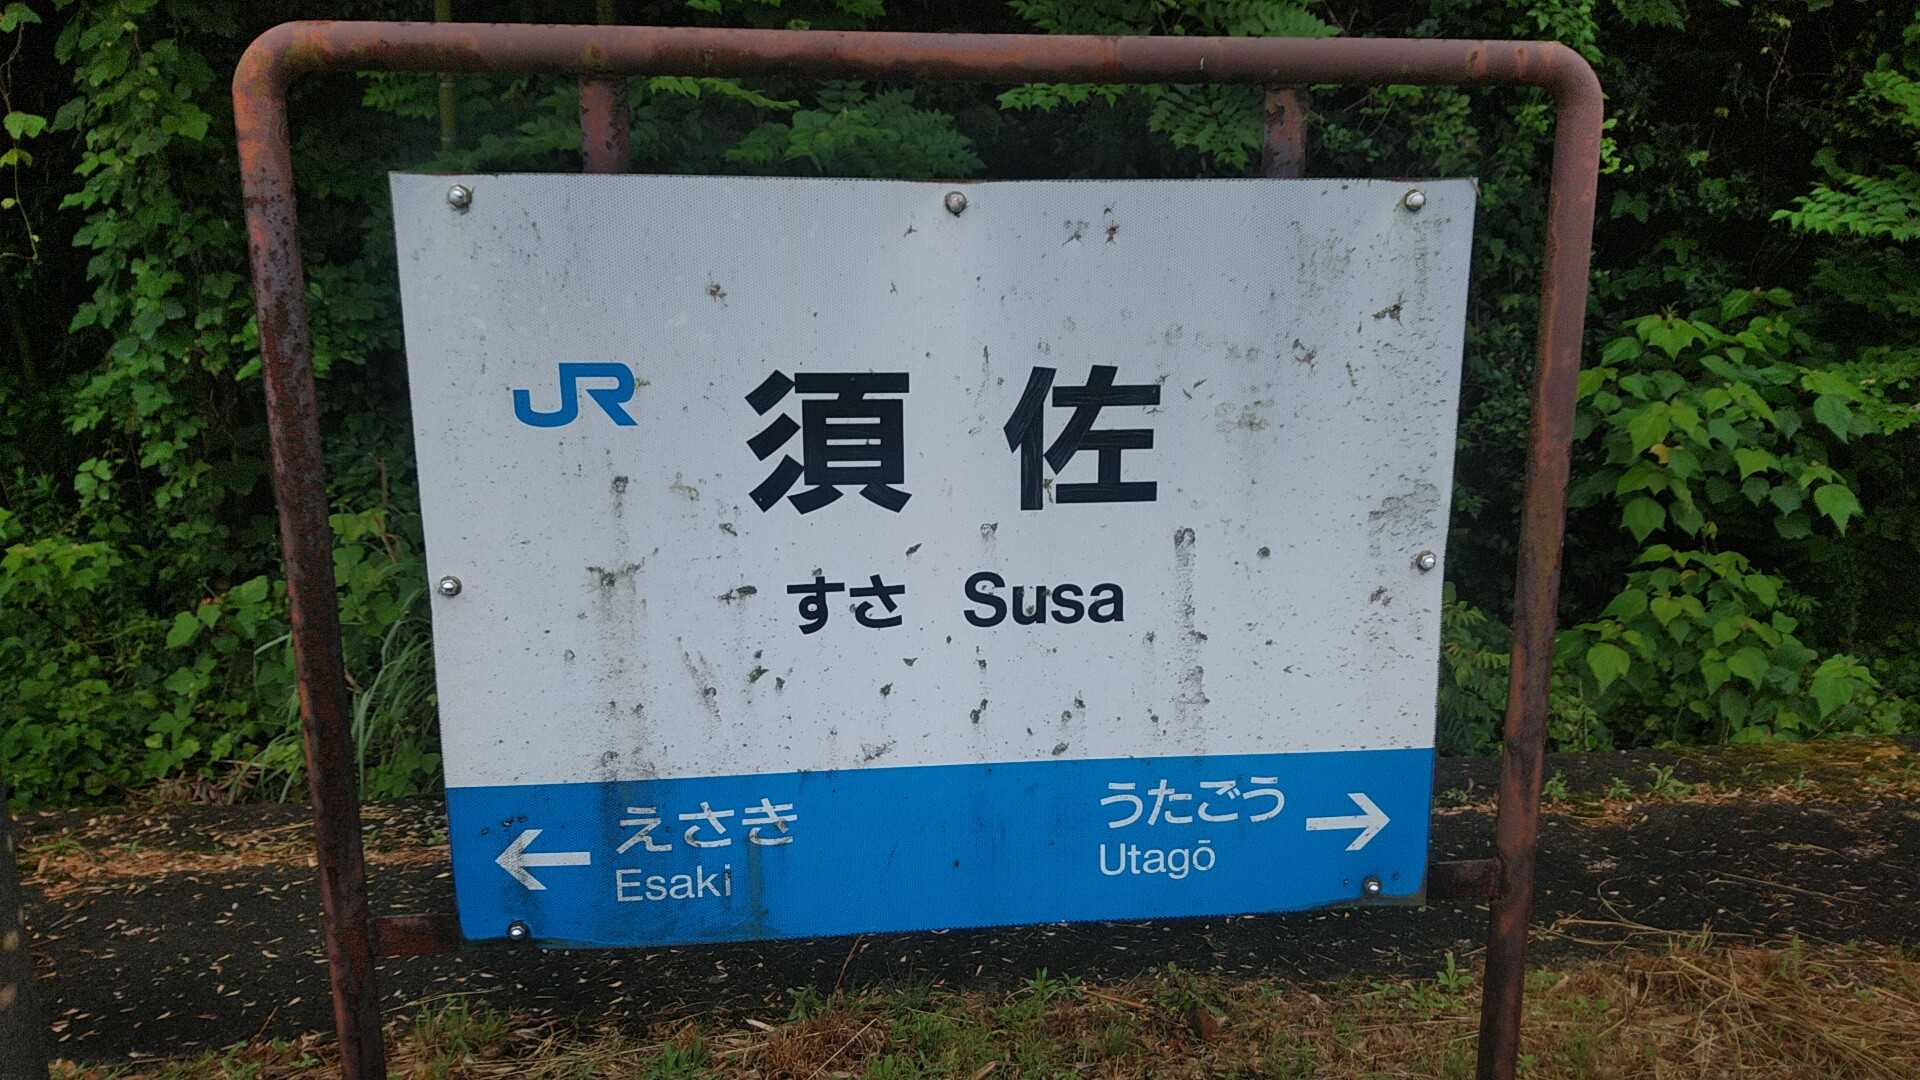 JR 須佐
すさ Susa
← えさき
Esaki
うたごう →
Utagō